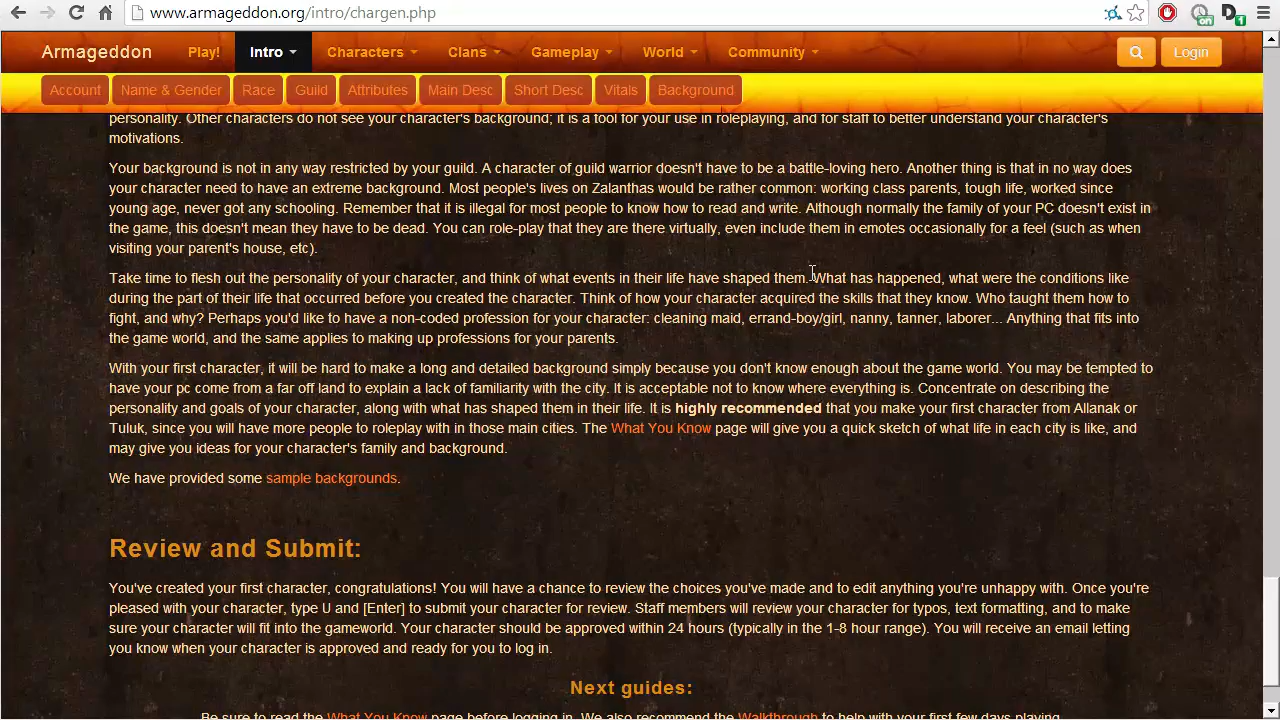 www.armageddon.org/intro/chargen.php
on
1
Armageddon Play! Intro Characters Clans Gameplay World Community Login
Account Name & Gender Race Guild Attributes Main Desc Short Desc Vitals Background
personality. Other characters do not see your character's background; it is a tool for your use in roleplaying, and for staff to better understand your character's
motivations.
Your background is not in any way restricted by your guild. A character of guild warrior doesn't have to be a battle-loving hero. Another thing is that in no way does
your character need to have an extreme background. Most people's lives on Zalanthas would be rather common: working class parents, tough life, worked since
young age, never got any schooling. Remember that it is illegal for most people to know how to read and write. Although normally the family of your PC doesn't exist in
the game, this doesn't mean they have to be dead. You can role-play that they are there virtually, even include them in emotes occasionally for a feel (such as when
visiting your parent's house, etc).
Take time to flesh out the personality of your character, and think of what events in their life have shaped them. What has happened, what were the conditions like
during the part of their life that occurred before you created the character. Think of how your character acquired the skills that they know. Who taught them how to
fight, and why? Perhaps you'd like to have a non-coded profession for your character: cleaning maid, errand-boy/girl, nanny, tanner, laborer... Anything that fits into
the game world, and the same applies to making up professions for your parents.
With your first character, it will be hard to make a long and detailed background simply because you don't know enough about the game world. You may be tempted to
have your pc come from a far off land to explain a lack of familiarity with the city. It is acceptable not to know where everything is. Concentrate on describing the
personality and goals of your character, along with what has shaped them in their life. It is highly recommended that you make your first character from Allanak or
Tuluk, since you will have more people to roleplay with in those main cities. The What You Know page will give you a quick sketch of what life in each city is like, and
may give you ideas for your character's family and background.
We have provided some sample backgrounds.
Review and Submit:
You've created your first character, congratulations! You will have a chance to review the choices you've made and to edit anything you're unhappy with. Once you're
pleased with your character, type U and [Enter] to submit your character for review. Staff members will review your character for typos, text formatting, and to make
sure your character will fit into the gameworld. Your character should be approved within 24 hours (typically in the 1-8 hour range). You will receive an email letting
you know when your character is approved and ready for you to log in.
Next guides:
Be sure to read the What You Know page before logging in. We also recommend the Walkthrough to help with your first few days playing